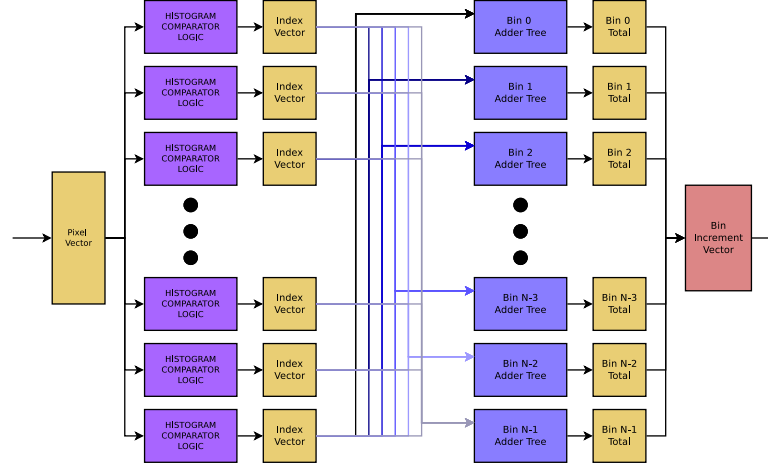 HISTOGRAM
COMPARATOR
LOGIC
Index
Vector
Bin 0
Adder Tree
Bin 0
Total
HISTOGRAM
COMPARATOR
LOGIC
Index
Vector
Bin 1
Adder Tree
Bin 1
Total
HISTOGRAM
COMPARATOR
LOGIC
Index
Vector
Bin 2
Adder Tree
Bin 2
Total
Pixel
Vector
Bin
Increment
Vector
HISTOGRAM
COMPARATOR
LOGIC
Index
Vector
Bin N-3
Adder Tree
Bin N-3
Total
HISTOGRAM
COMPARATOR
LOGIC
Index
Vector
Bin N-2
Adder Tree
Bin N-2
Total
HISTOGRAM
COMPARATOR
LOGIC
Index
Vector
Bin N-1
Adder Tree
Bin N-1
Total